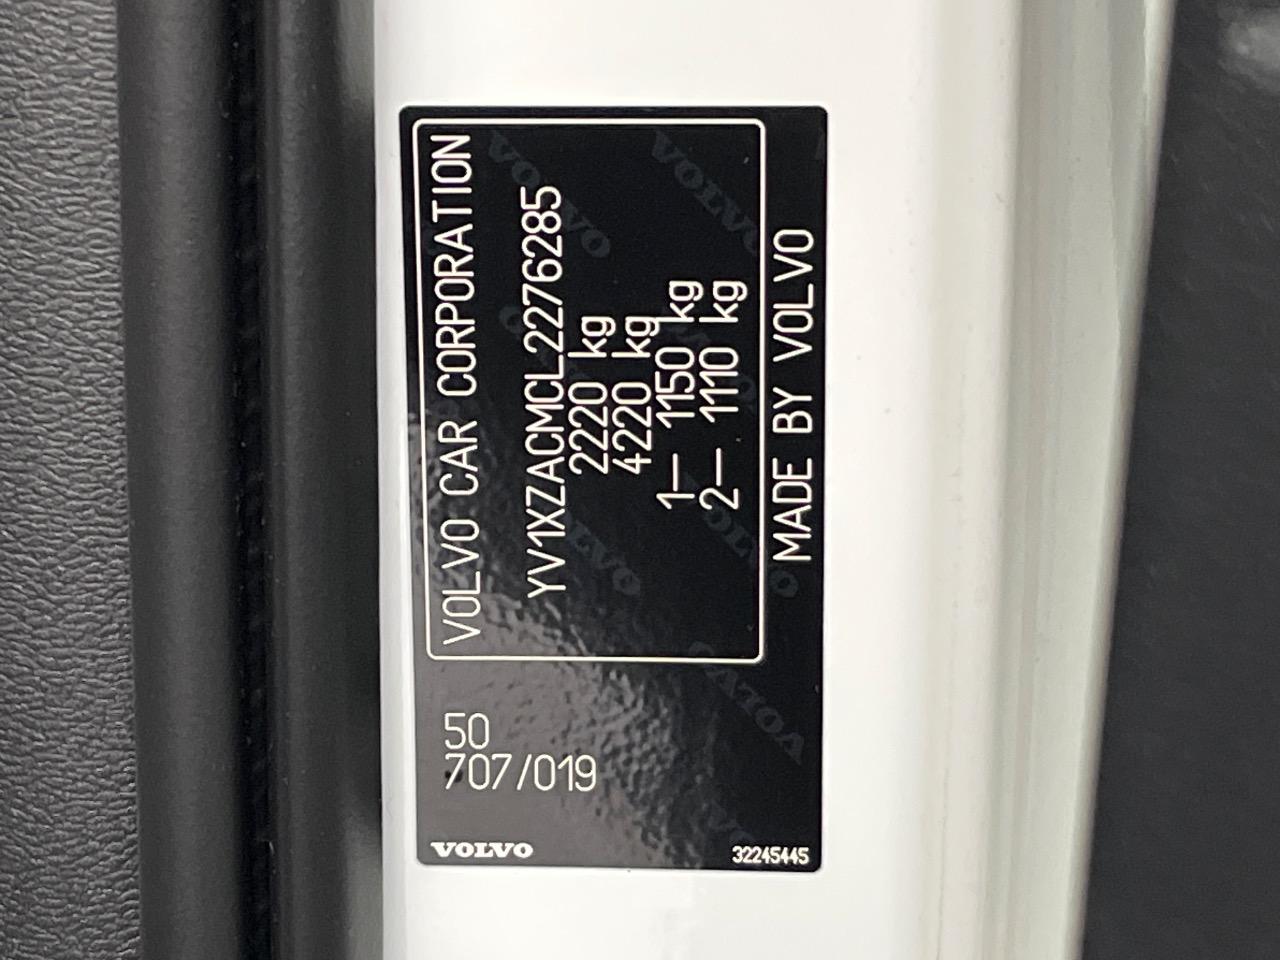 VOLVO CAR CORPORATION
YV1XZACMCL2276285
2220 kg
4220 kg
1– 1150 kg
2– 1110 kg
MADE BY VOLVO
50
707/019
VOLVO
32245445